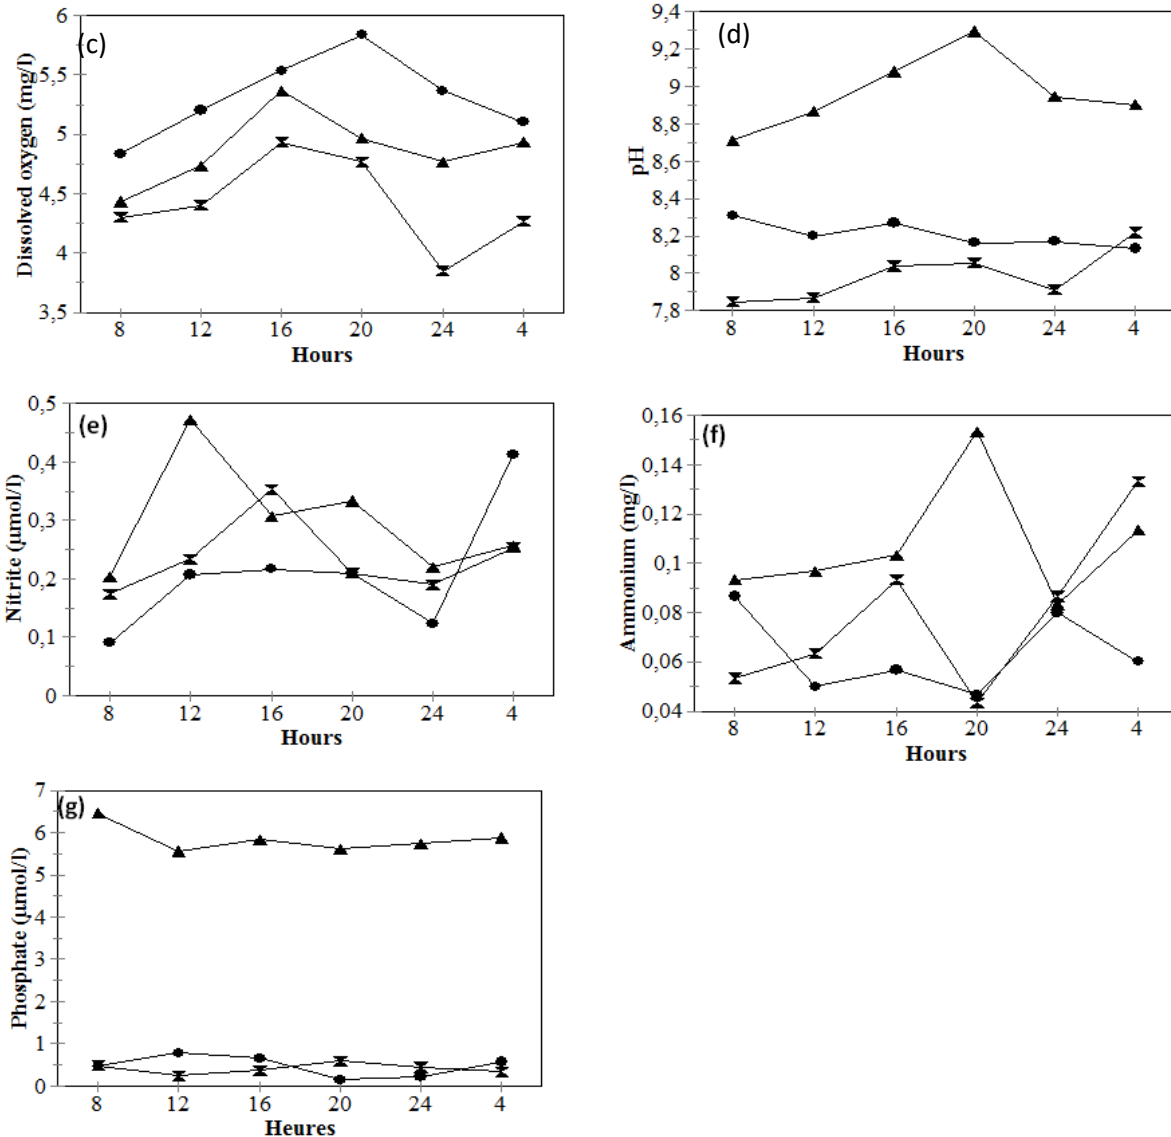 (c)
Dissolved oxygen (mg/l)
6
5,5
5
4,5
4
3,5
8 12 16 20 24 4
Hours
(d)
pH
9,4
9,2
9
8,8
8,6
8,4
8,2
8
7,8
8 12 16 20 24 4
Hours
(e)
Nitrite (µmol/l)
0,5
0,4
0,3
0,2
0,1
0
8 12 16 20 24 4
Hours
(f)
Ammonium (mg/l)
0,16
0,14
0,12
0,1
0,08
0,06
0,04
8 12 16 20 24 4
Hours
(g)
Phosphate (µmol/l)
7
6
5
4
3
2
1
0
8 12 16 20 24 4
Heures